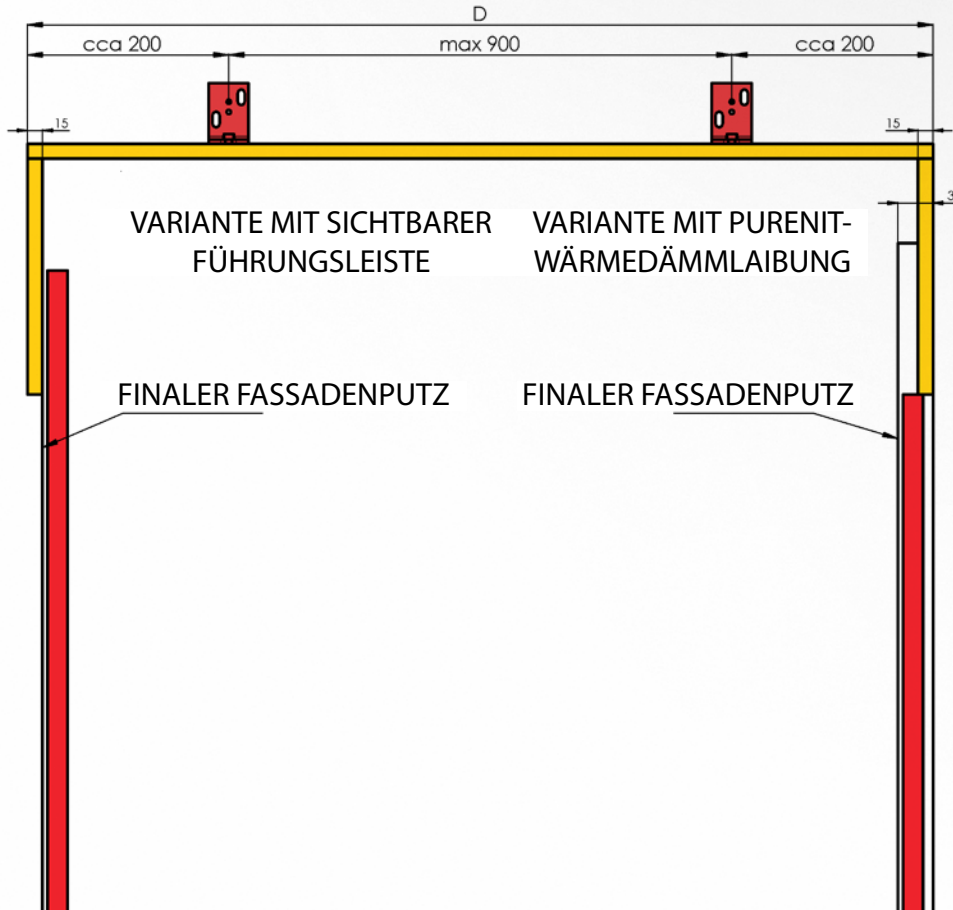 D
cca 200
max 900
cca 200
15
15
VARIANTE MIT SICHTBARER
FÜHRUNGSLEISTE
VARIANTE MIT PURENIT-
WÄRMEDÄMMLAIBUNG
FINALER FASSADENPUTZ
FINALER FASSADENPUTZ